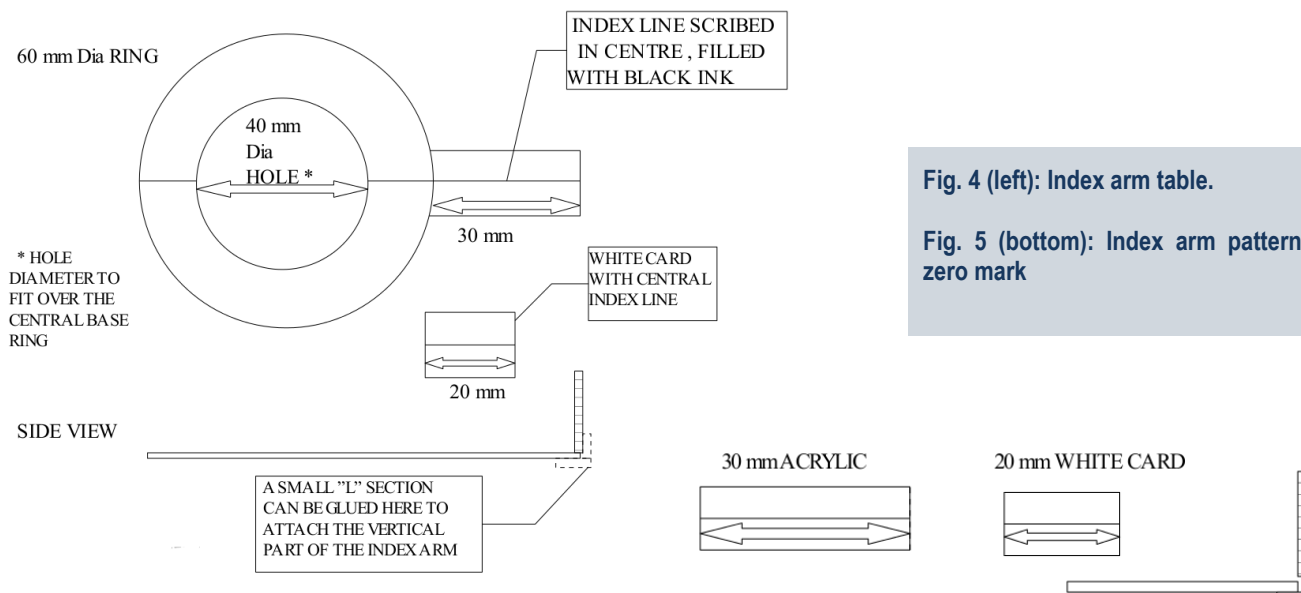 60 mm Dia RING
INDEX LINE SCRIBED
IN CENTRE , FILLED
WITH BLACK INK
40 mm
Dia
HOLE *
30 mm
* HOLE
DIAMETER TO
FIT OVER THE
CENTRAL BASE
RING
WHITE CARD
WITH CENTRAL
INDEX LINE
20 mm
SIDE VIEW
A SMALL ”L” SECTION
CAN BE GLUED HERE TO
ATTACH THE VERTICAL
PART OF THE INDEX ARM
Fig. 4 (left): Index arm table.
Fig. 5 (bottom): Index arm pattern
zero mark
30 mm ACRYLIC
20 mm WHITE CARD